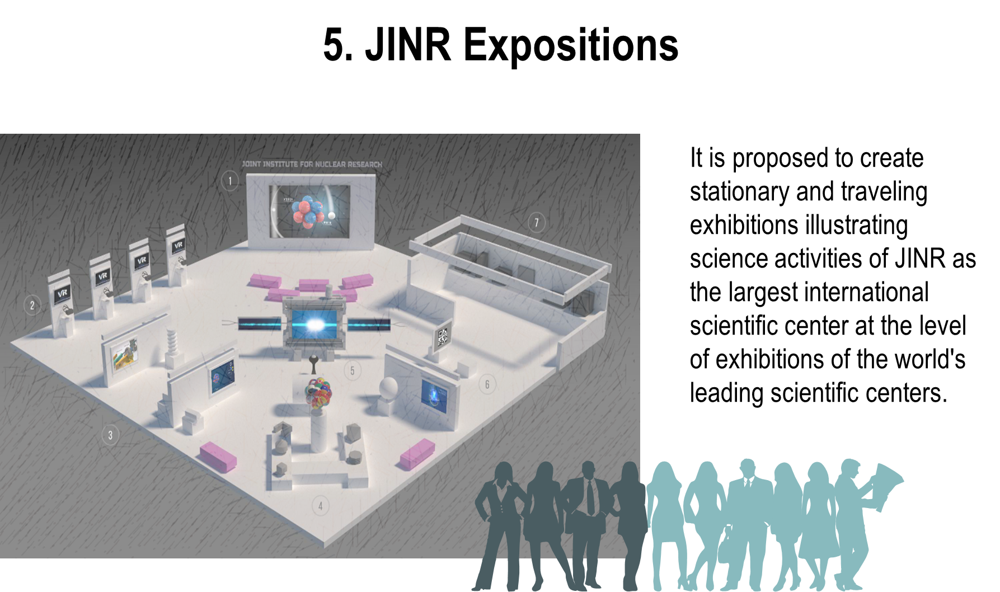 5. JINR Expositions
JOINT INSTITUTE FOR NUCLEAR RESEARCH
1
7
VR
VR
VR
VR
2
5
6
3
4
It is proposed to create
stationary and traveling
exhibitions illustrating
science activities of JINR as
the largest international
scientific center at the level
of exhibitions of the world's
leading scientific centers.